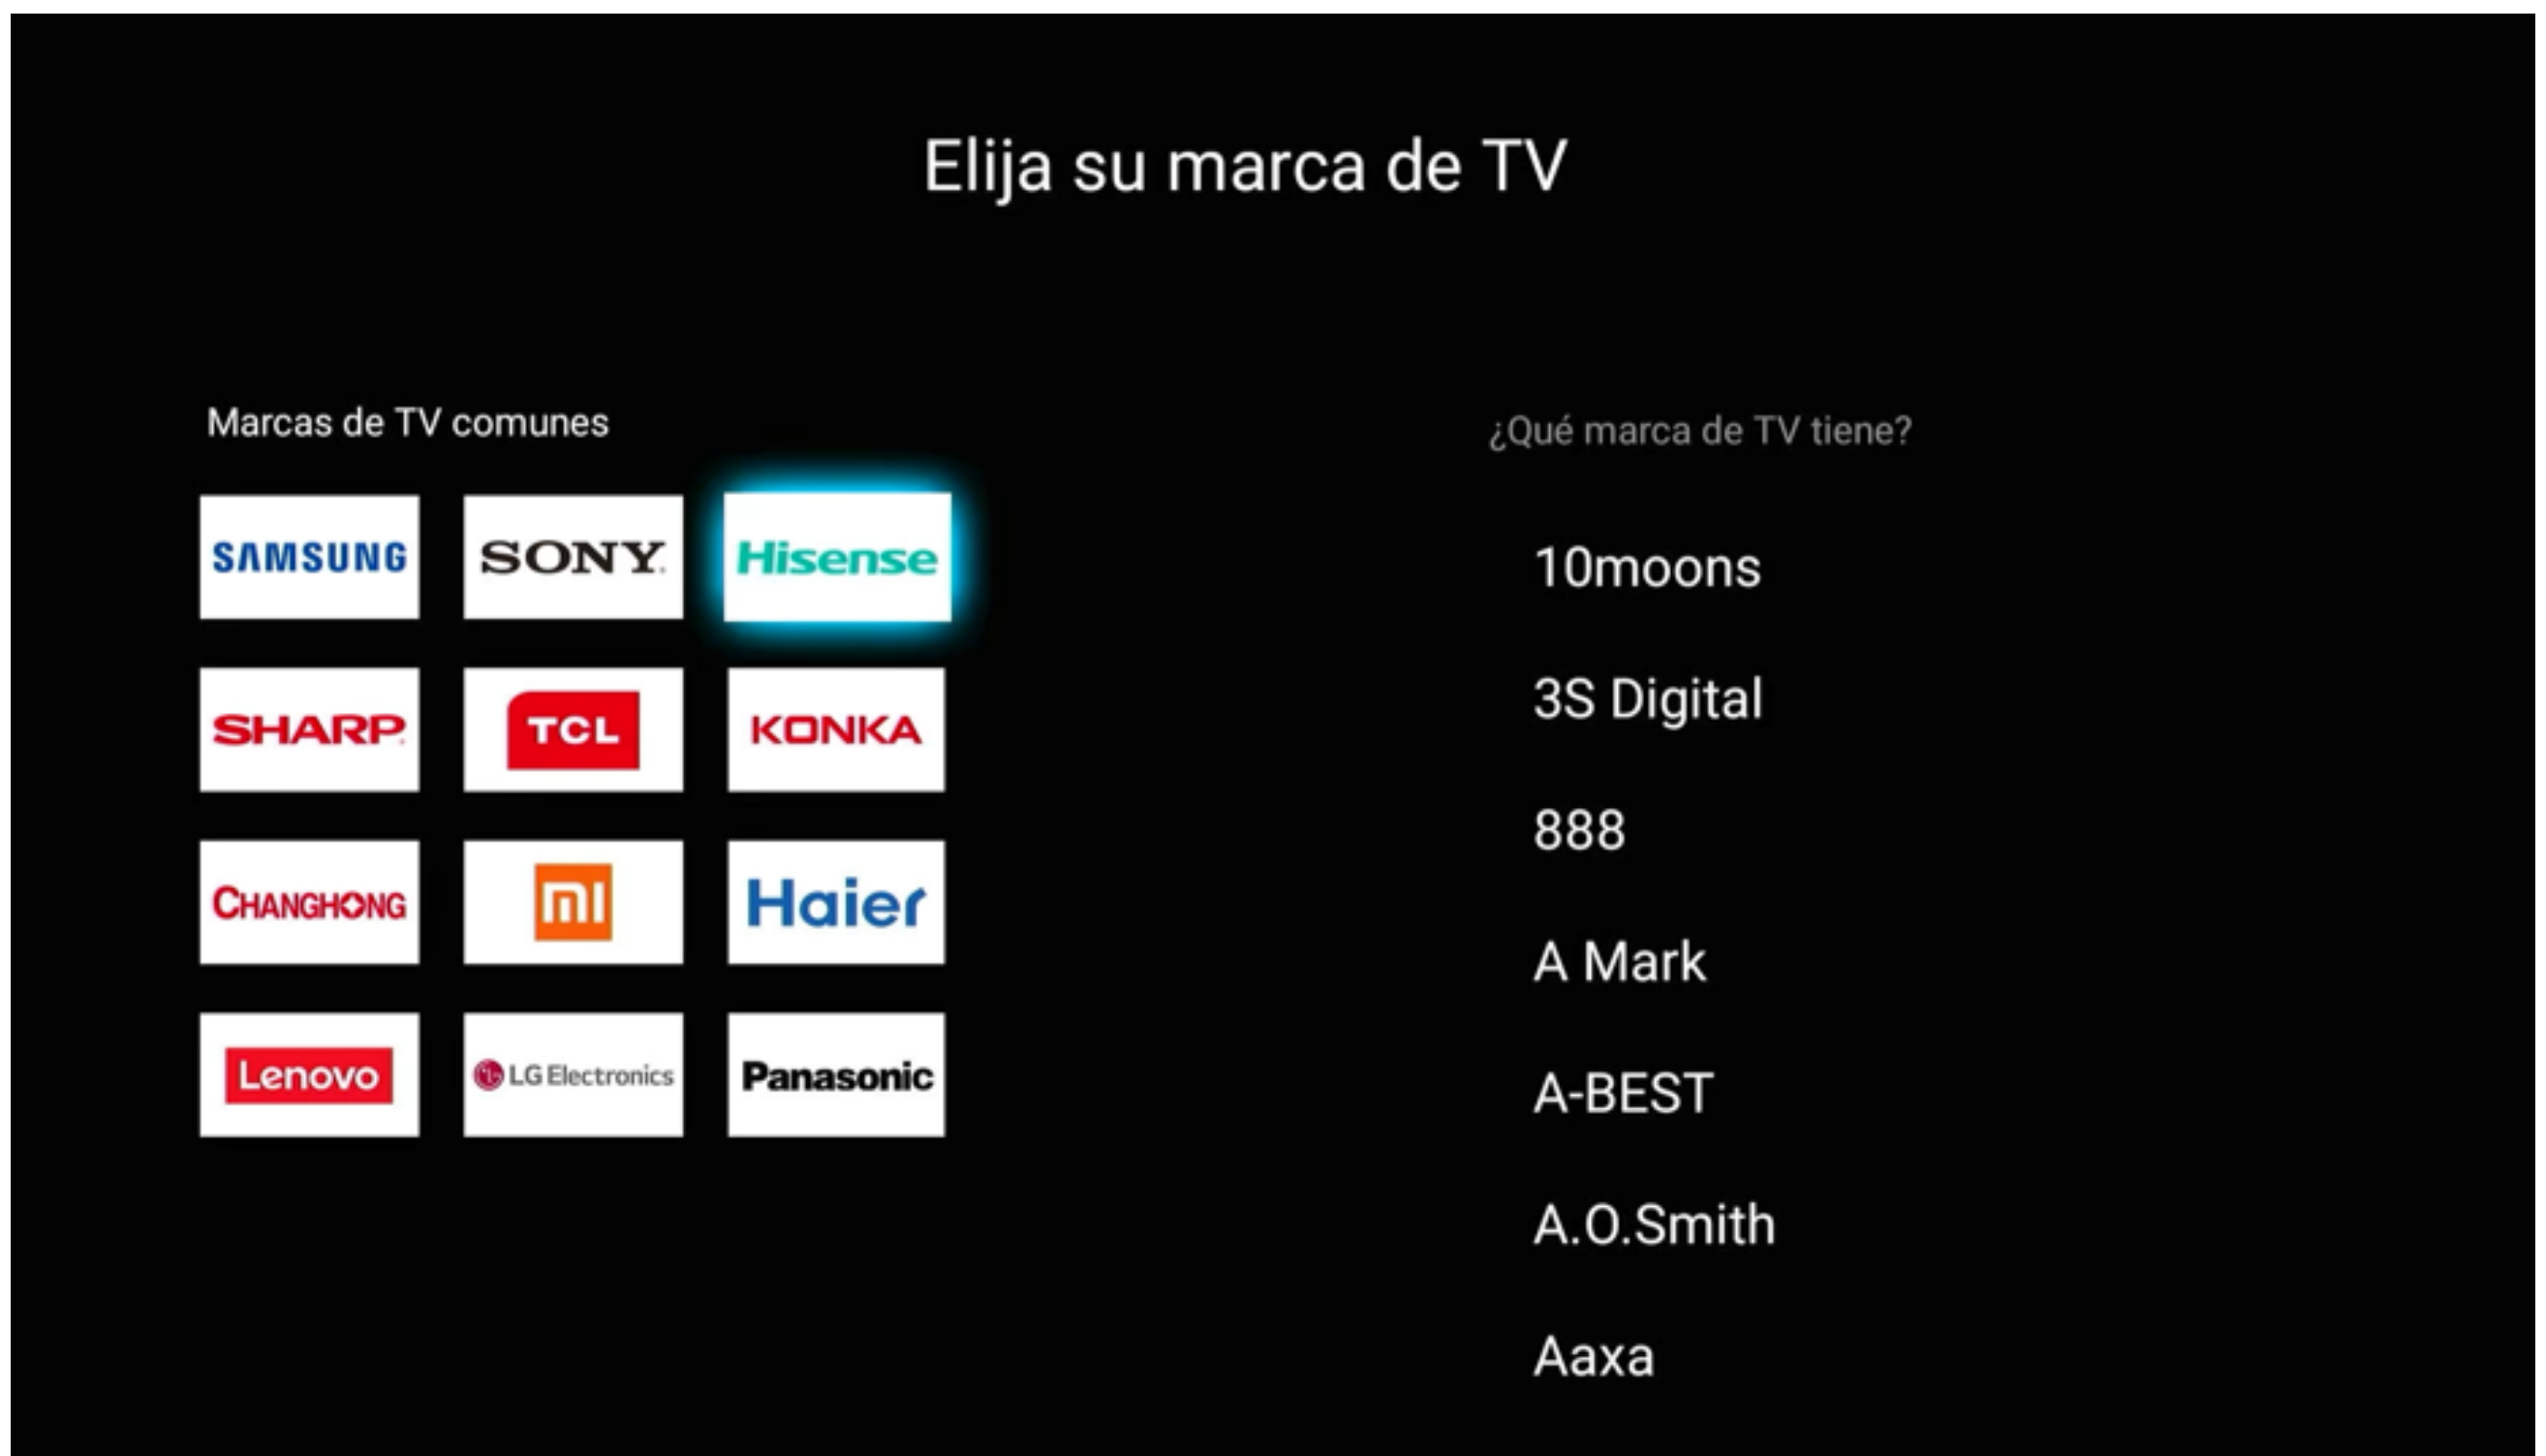 Elija su marca de TV
Marcas de TV comunes
SAMSUNG SONY Hisense
SHARP TCL KONKA
CHANGHONG mi Haier
Lenovo LG LG Electronics Panasonic
¿Qué marca de TV tiene?
10moons
3S Digital
888
A Mark
A-BEST
A.O.Smith
Aaxa